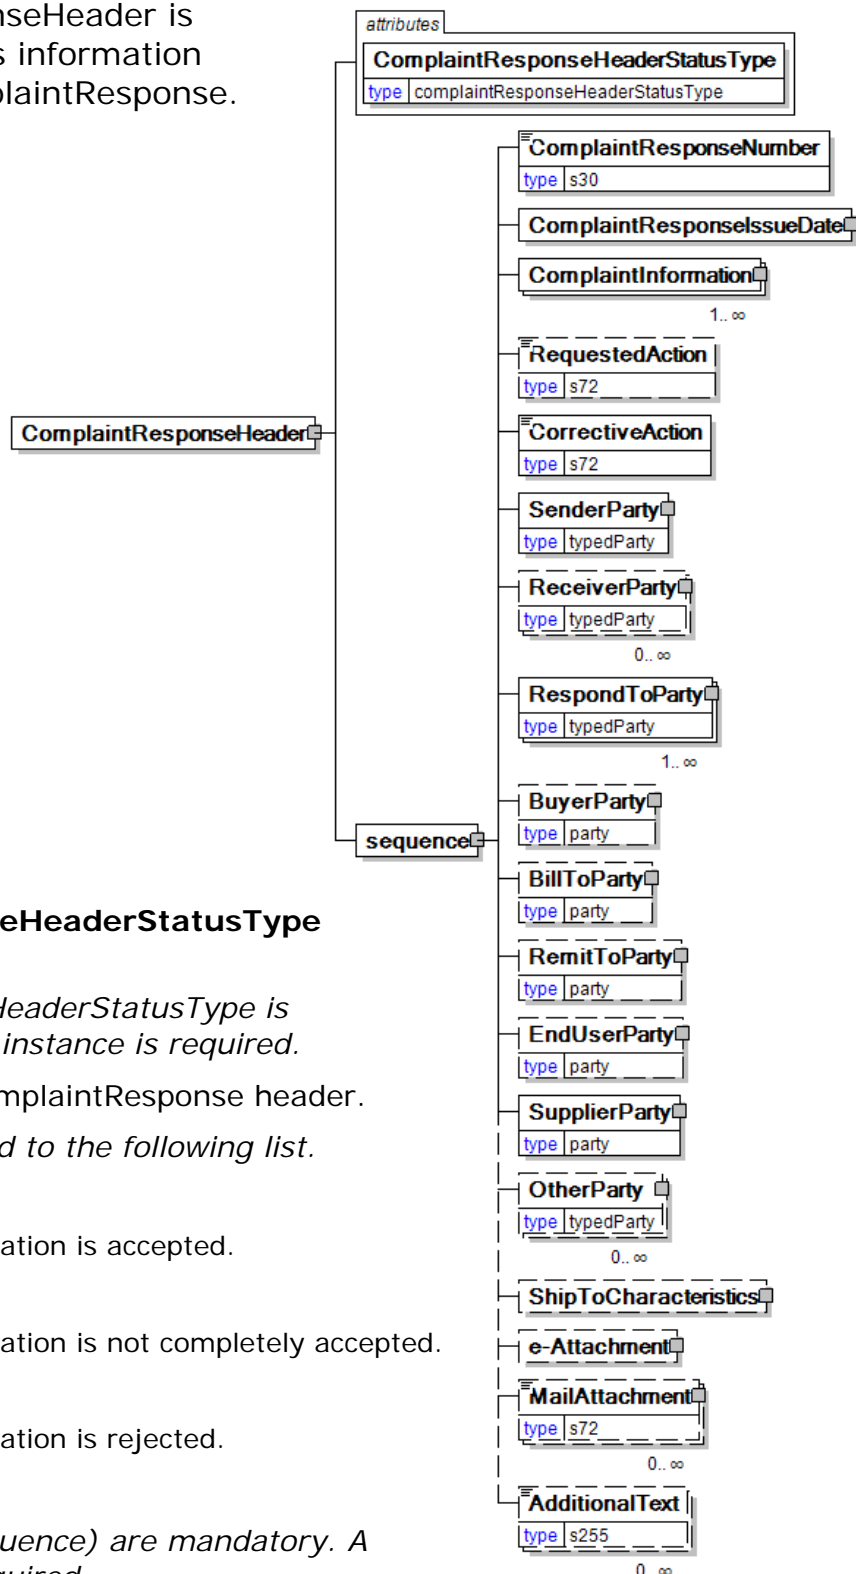 nseHeader is
s information
plaintResponse.
attributes
ComplaintResponseHeaderStatusType
type complaintResponseHeaderStatusType
ComplaintResponseNumber
type s30
ComplaintResponseIssueDate
ComplaintInformation
1..∞
RequestedAction
type s72
ComplaintResponseHeader
CorrectiveAction
type s72
SenderParty
type typedParty
ReceiverParty
type typedParty
0..∞
RespondToParty
type typedParty
1..∞
sequence
BuyerParty
type party
BillToParty
type party
RemitToParty
type party
EndUserParty
type party
SupplierParty
type party
OtherParty
type typedParty
0..∞
ShipToCharacteristics
e-Attachment
MailAttachment
type s72
0..∞
AdditionalText
type s255
0..∞
eHeaderStatusType
HeaderStatusType is
instance is required.
mplaintResponse header.
d to the following list.
ation is accepted.
ation is not completely accepted.
ation is rejected.
quence) are mandatory. A
quired.